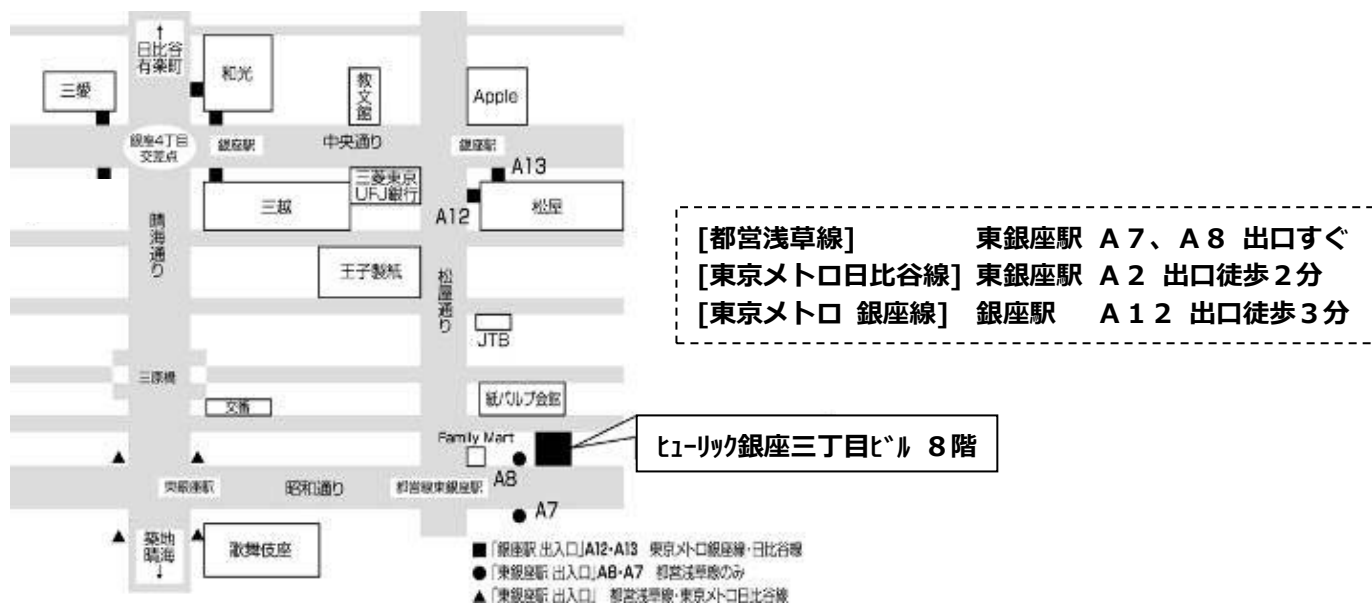 ↑
日比谷
有楽町
和光
三愛
教文館
Apple
銀座4丁目
交差点
銀座駅
中央通り
銀座駅
A13
三菱東京
UFJ銀行
三越
A12
松屋
晴海通り
王子製紙
松屋通り
JTB
三原橋
交番
紙パルプ会館
Family Mart
A8
東銀座駅
昭和通り
都営線東銀座駅
A7
築地
晴海
↓
歌舞伎座
[都営浅草線] 東銀座駅 A7、A8 出口すぐ
[東京メトロ日比谷線] 東銀座駅 A2 出口徒歩2分
[東京メトロ 銀座線] 銀座駅 A12 出口徒歩3分
ﾋｭｰﾘｯｸ銀座三丁目ﾋﾞﾙ 8階
■「銀座駅 出入口」A12・A13 東京メトロ銀座線・日比谷線
●「東銀座駅 出入口」A8・A7 都営浅草線のみ
▲「東銀座駅 出入口」 都営浅草線・東京メトロ日比谷線